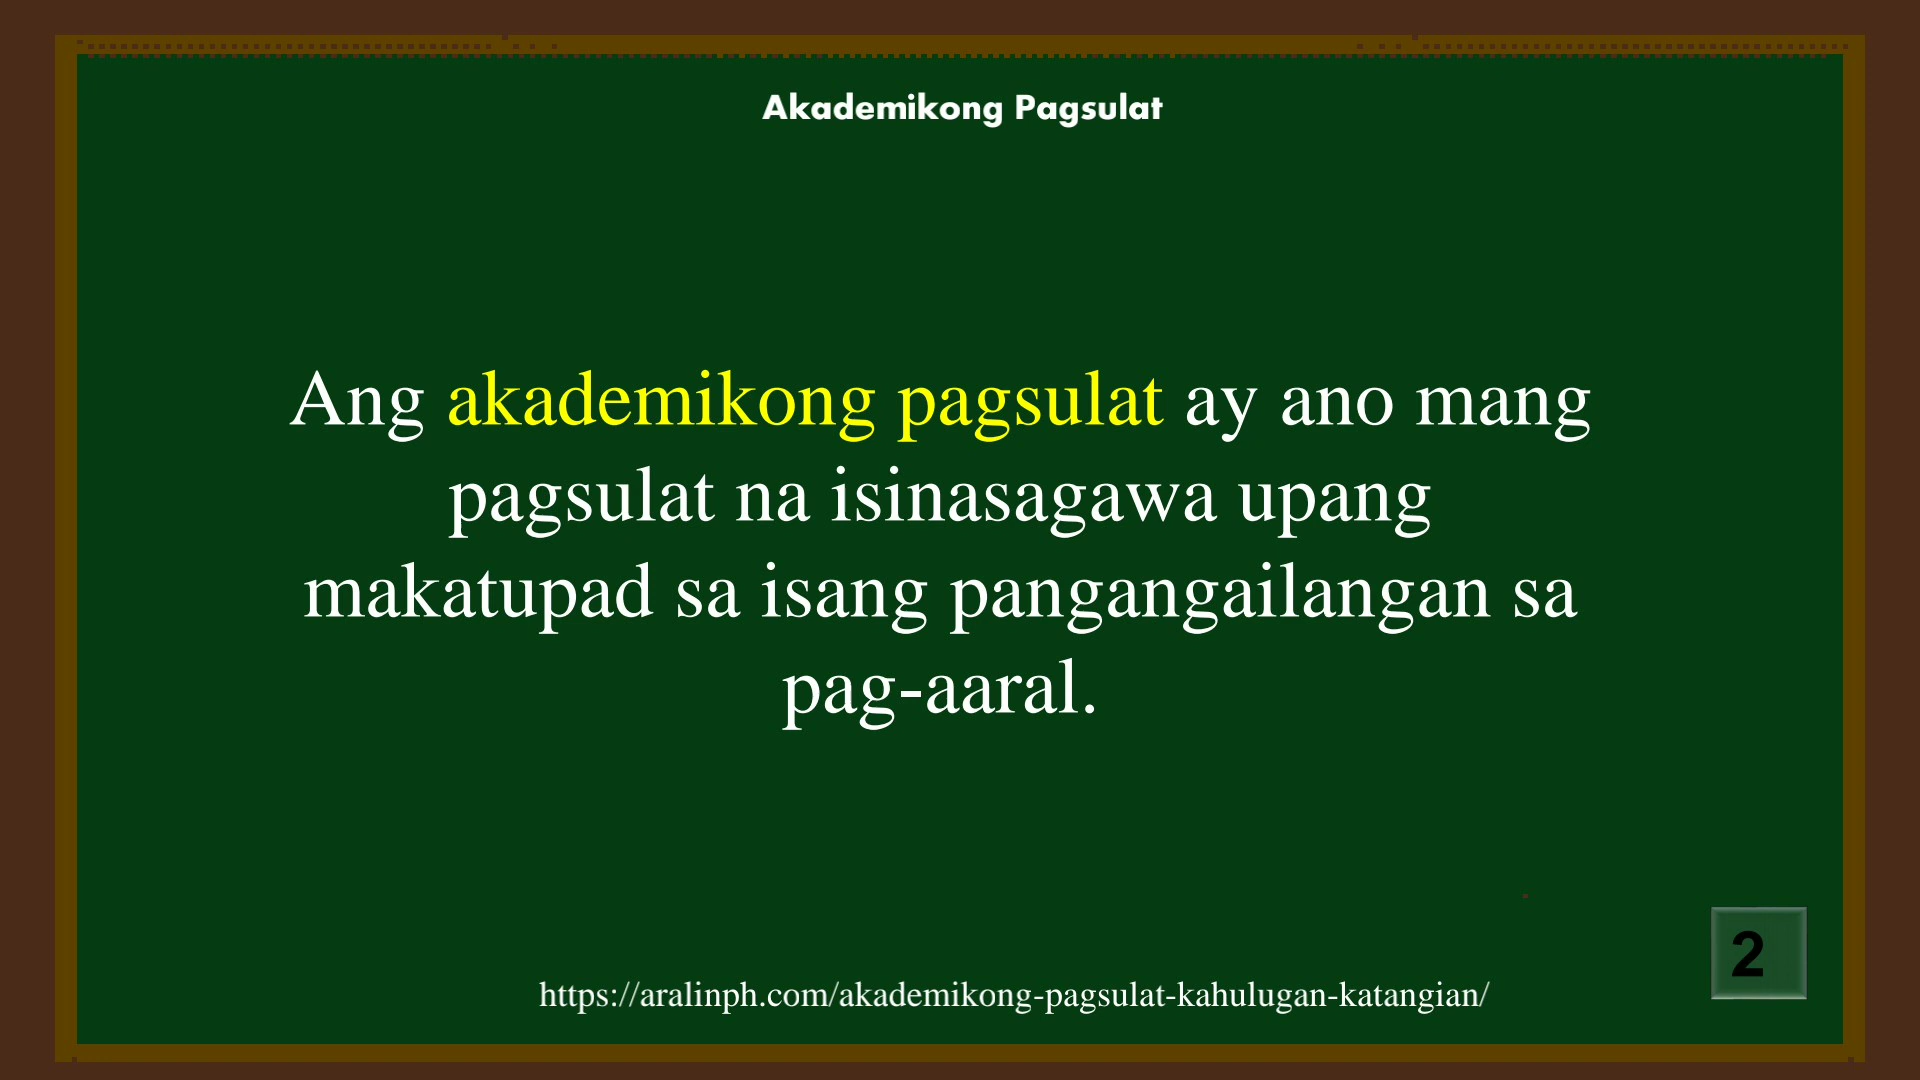 Akademikong Pagsulat
Ang akademikong pagsulat ay ano mang
pagsulat na isinasagawa upang
makatupad sa isang pangangailangan sa
pag-aaral.
2
https://aralinph.com/akademikong-pagsulat-kahulugan-katangian/